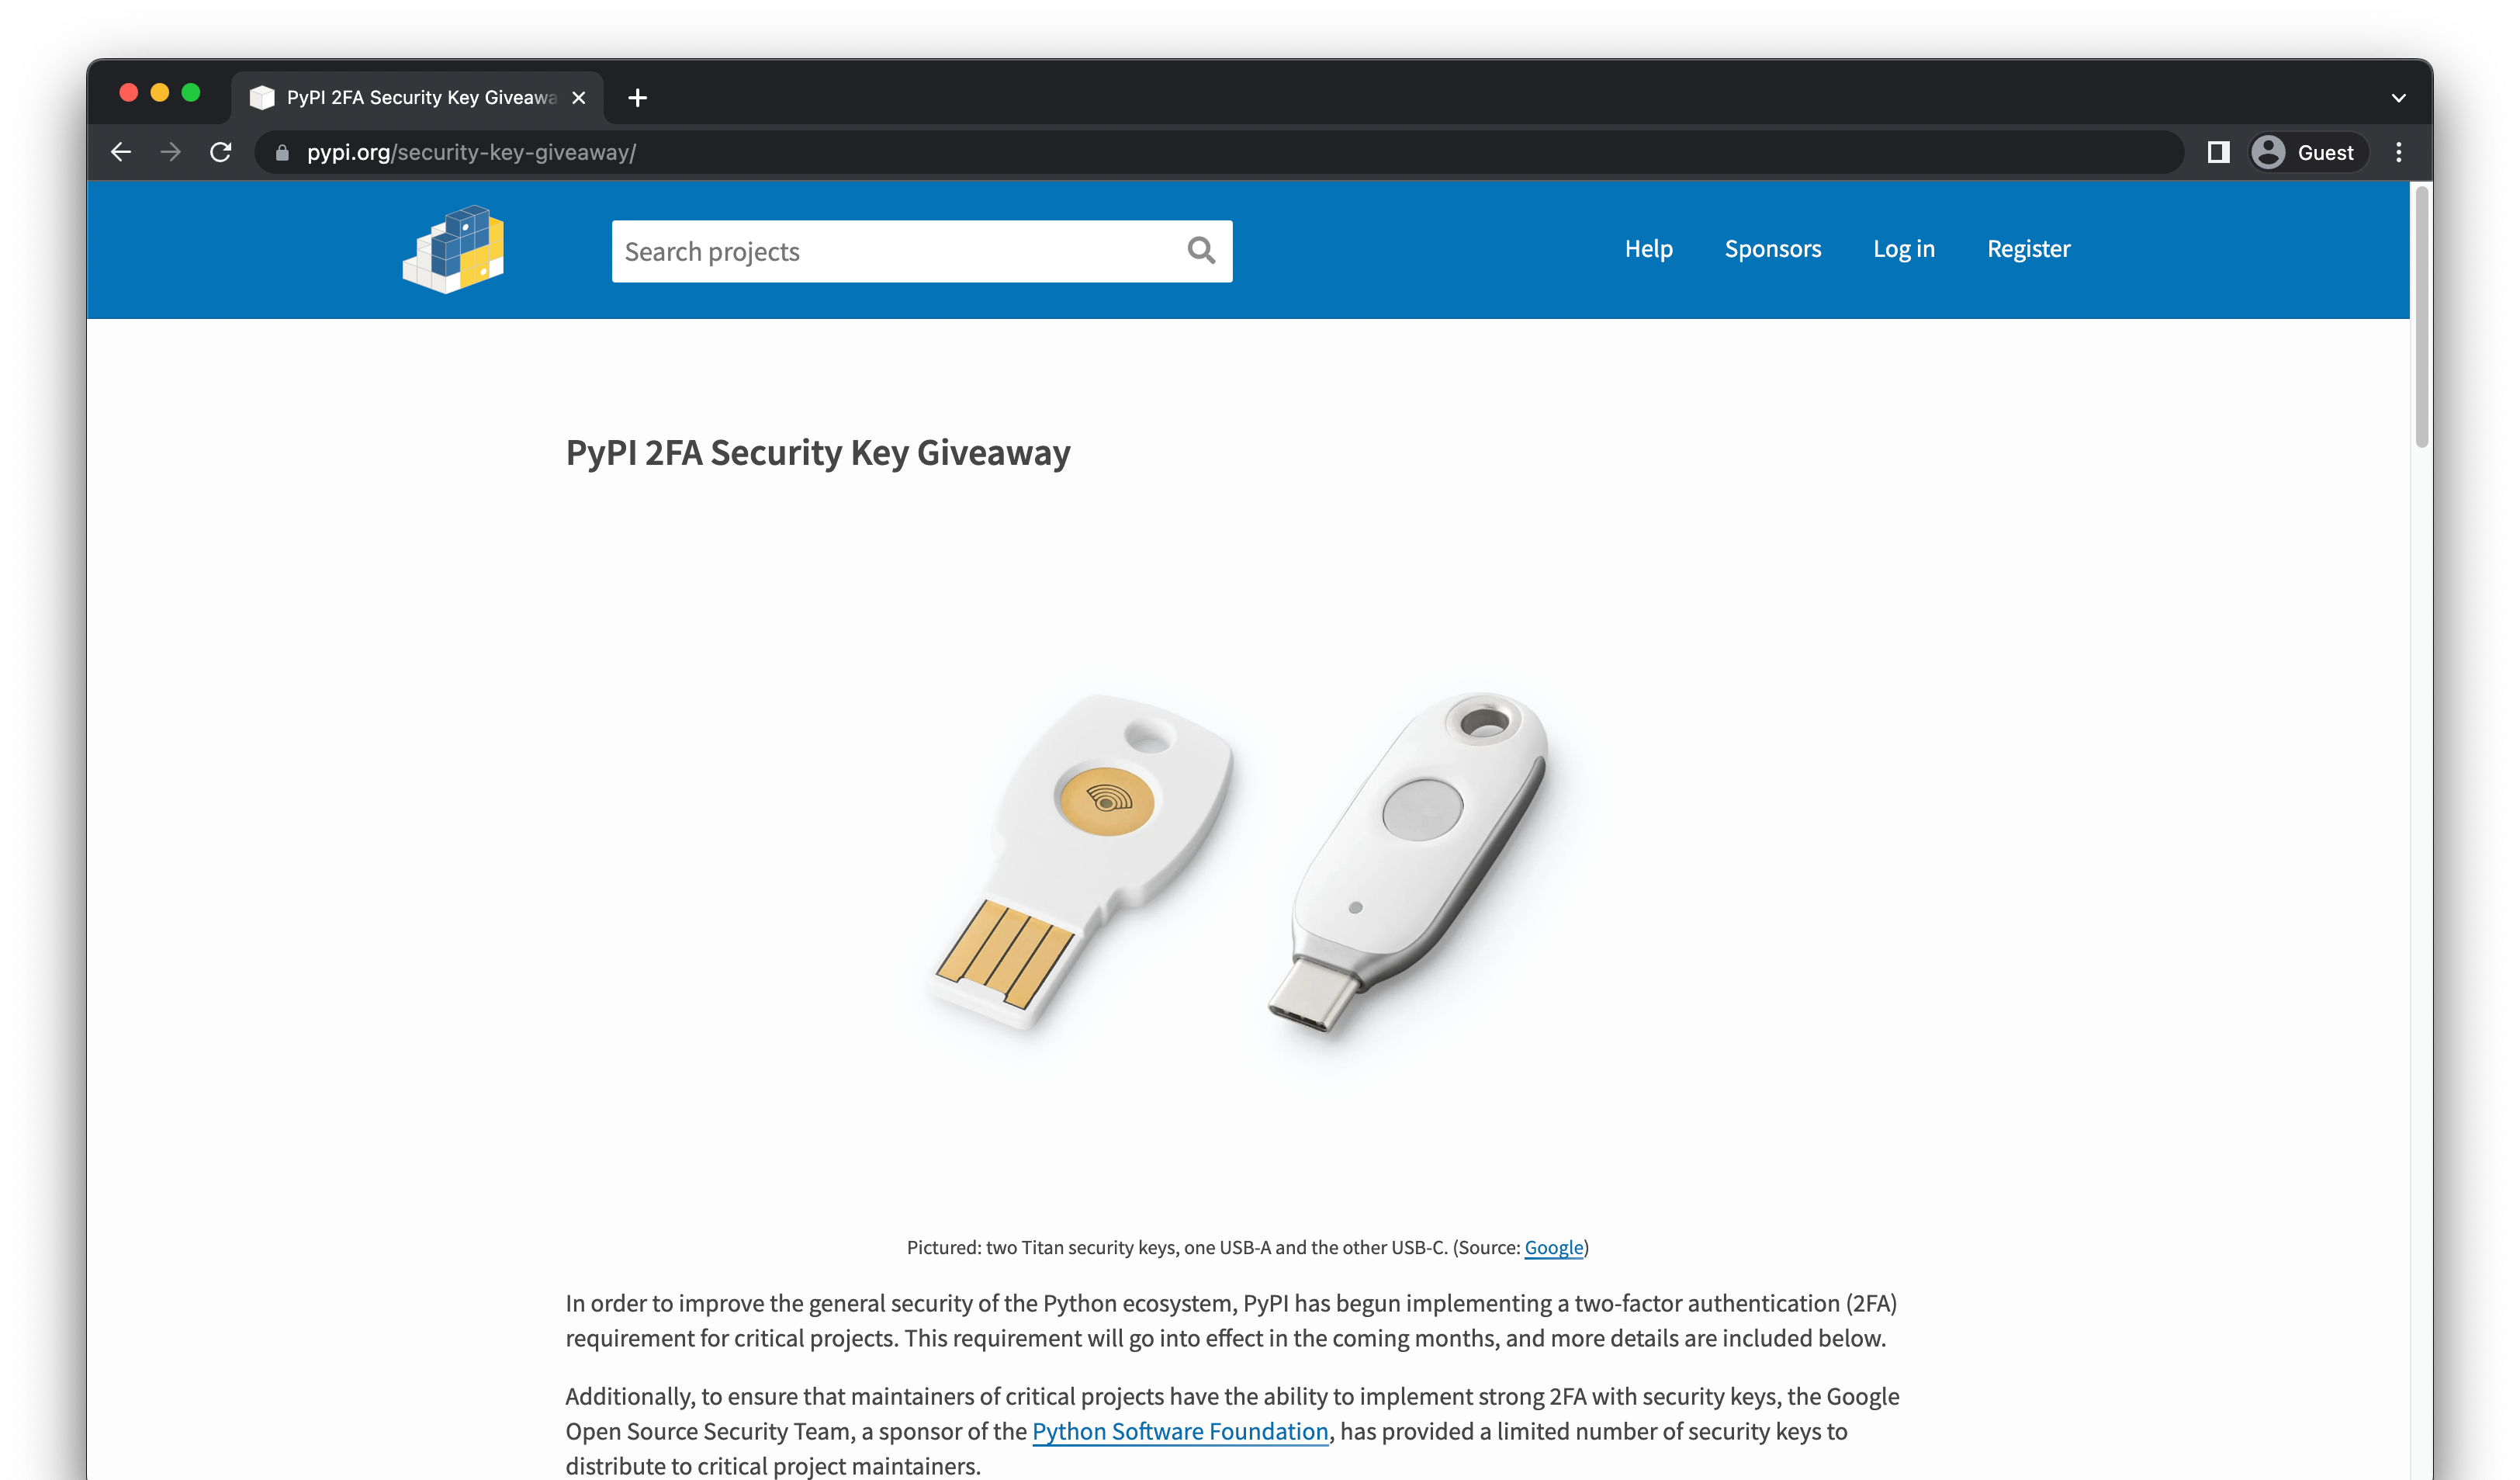 PyPI 2FA Security Key Giveawa
pypi.org/security-key-giveaway/
Guest
Search projects
Help
Sponsors
Log in
Register
PyPI 2FA Security Key Giveaway
Pictured: two Titan security keys, one USB-A and the other USB-C. (Source: Google)
In order to improve the general security of the Python ecosystem, PyPI has begun implementing a two-factor authentication (2FA)
requirement for critical projects. This requirement will go into effect in the coming months, and more details are included below.
Additionally, to ensure that maintainers of critical projects have the ability to implement strong 2FA with security keys, the Google
Open Source Security Team, a sponsor of the Python Software Foundation, has provided a limited number of security keys to
distribute to critical project maintainers.